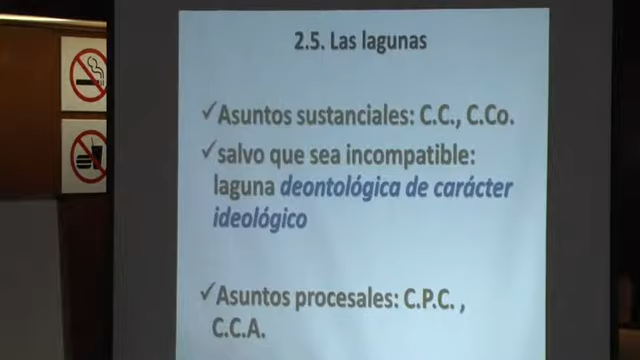 2.5. Las lagunas
✓Asuntos sustanciales: C.C., C.Co.
✓salvo que sea incompatible:
laguna deontológica de carácter
ideológico
✓Asuntos procesales: C.P.C. ,
C.C.A.